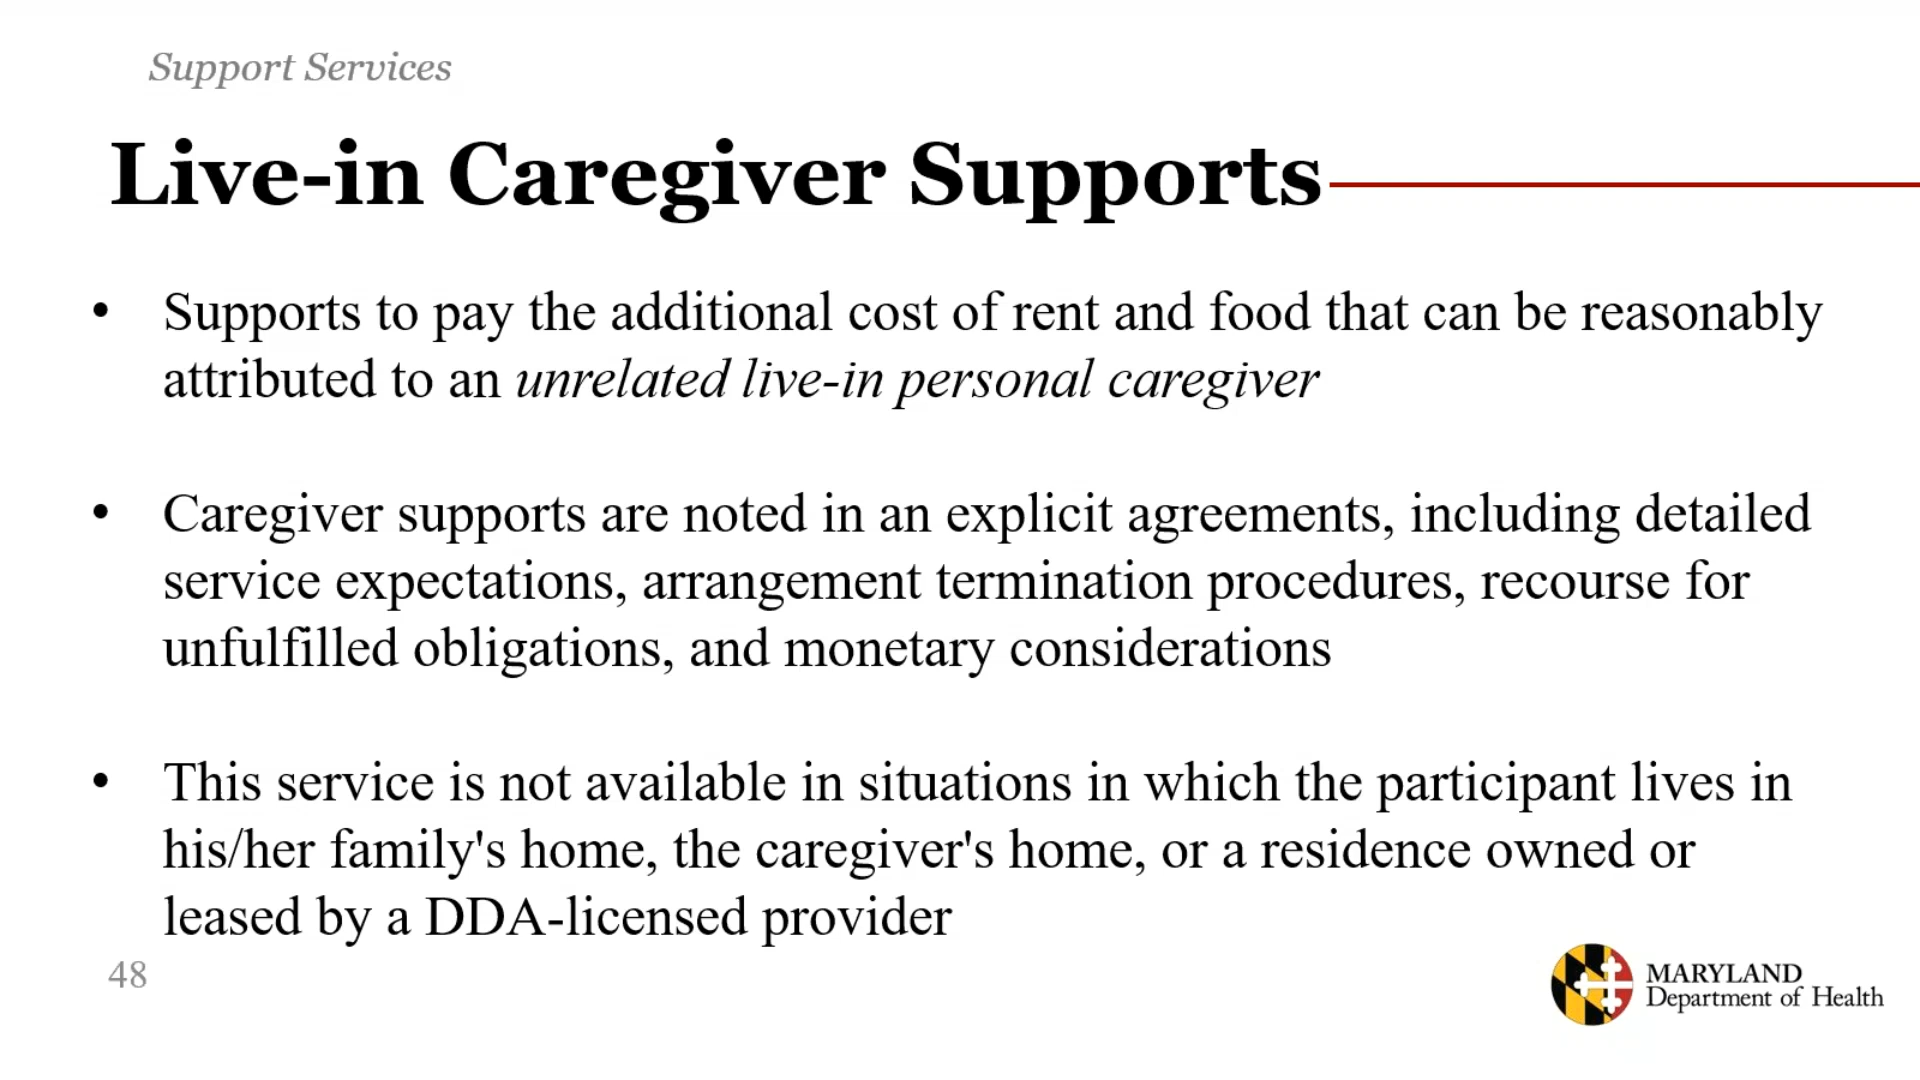 Support Services
Live-in Caregiver Supports
• Supports to pay the additional cost of rent and food that can be reasonably
attributed to an unrelated live-in personal caregiver
• Caregiver supports are noted in an explicit agreements, including detailed
service expectations, arrangement termination procedures, recourse for
unfulfilled obligations, and monetary considerations
• This service is not available in situations in which the participant lives in
his/her family's home, the caregiver's home, or a residence owned or
leased by a DDA-licensed provider
48
MARYLAND
Department of Health